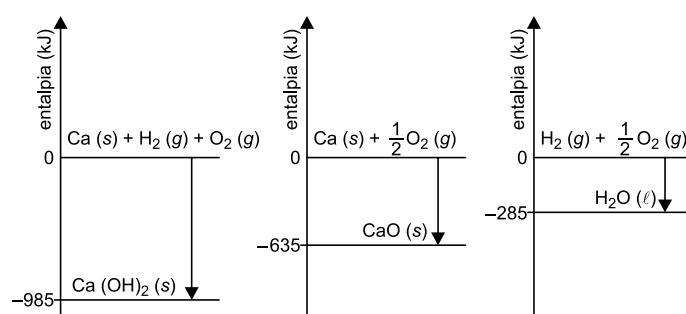 entalpia (kJ)
Ca (s) + H₂ (g) + O₂ (g)
0
Ca (OH)₂ (s)
–985
entalpia (kJ)
Ca (s) + 1/2 O₂ (g)
0
CaO (s)
–635
entalpia (kJ)
H₂ (g) + 1/2 O₂ (g)
0
H₂O (ℓ)
–285